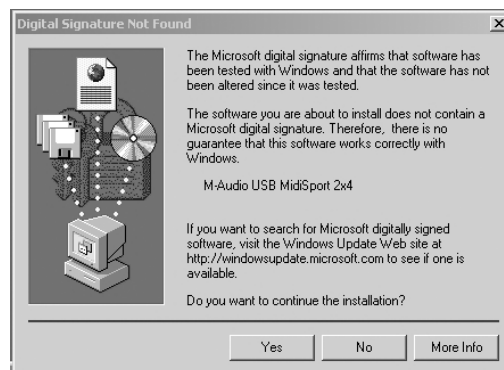 Digital Signature Not Found
The Microsoft digital signature affirms that software has
been tested with Windows and that the software has not
been altered since it was tested.
The software you are about to install does not contain a
Microsoft digital signature. Therefore, there is no
guarantee that this software works correctly with
Windows.
M-Audio USB MidiSport 2x4
If you want to search for Microsoft digitally signed
software, visit the Windows Update Web site at
http://windowsupdate.microsoft.com to see if one is
available.
Do you want to continue the installation?
Yes No More Info